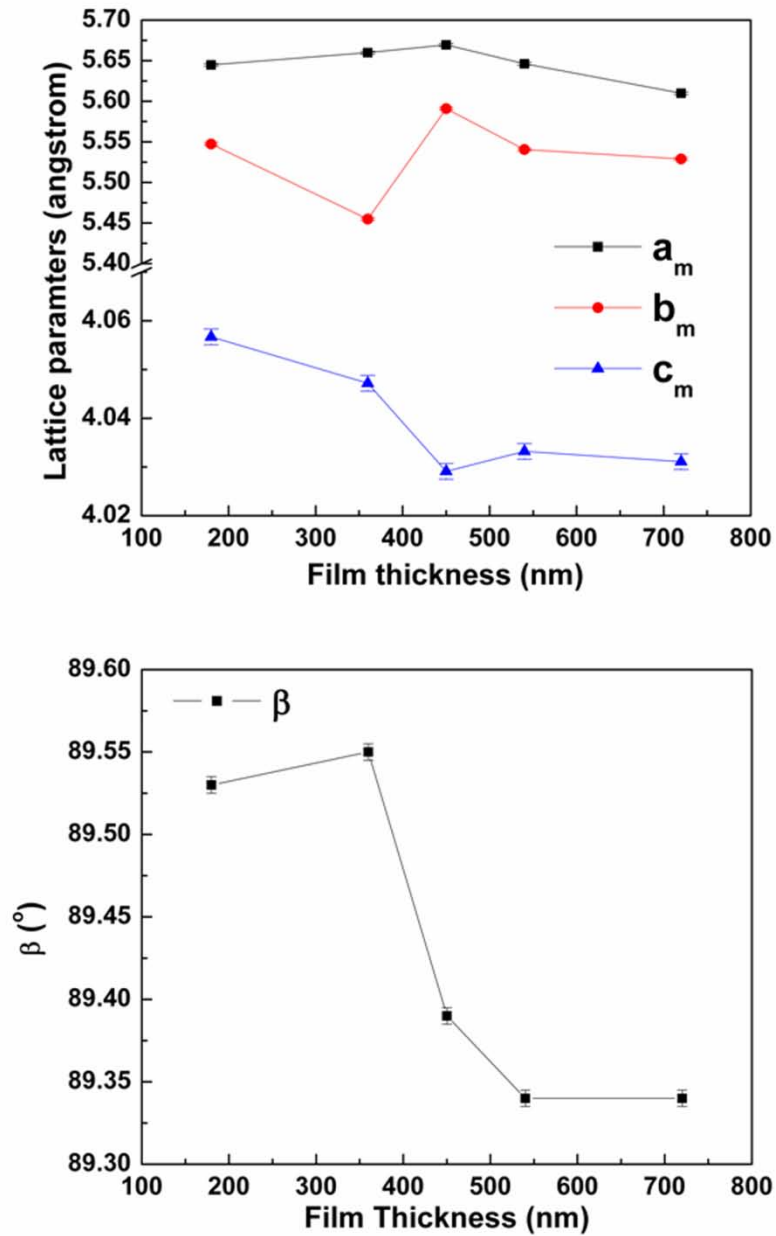 5.70
5.65
5.60
5.55
5.50
5.45
5.40
4.06
4.04
4.02
Lattice paramters (angstrom)
a_m
b_m
c_m
100 200 300 400 500 600 700 800
Film thickness (nm)
89.60
89.55
89.50
89.45
89.40
89.35
89.30
β (°)
β
100 200 300 400 500 600 700 800
Film Thickness (nm)